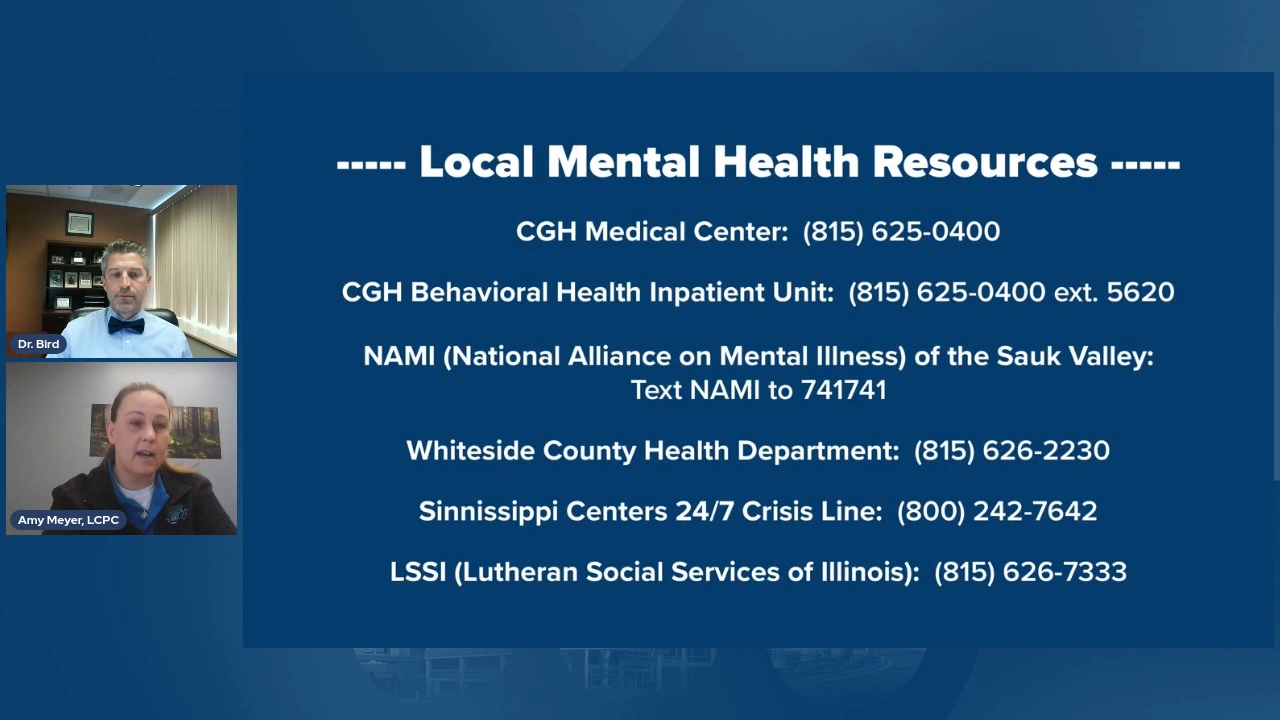 ----- Local Mental Health Resources -----
CGH Medical Center: (815) 625-0400
CGH Behavioral Health Inpatient Unit: (815) 625-0400 ext. 5620
NAMI (National Alliance on Mental Illness) of the Sauk Valley:
Text NAMI to 741741
Whiteside County Health Department: (815) 626-2230
Sinnissippi Centers 24/7 Crisis Line: (800) 242-7642
LSSI (Lutheran Social Services of Illinois): (815) 626-7333
Dr. Bird
Amy Meyer, LCPC